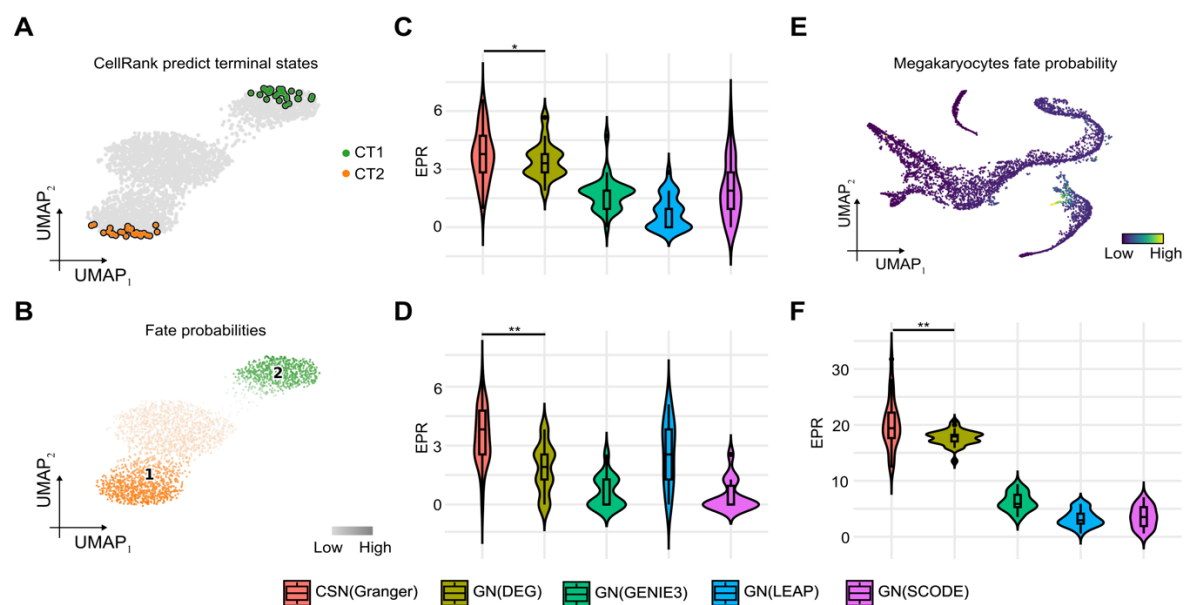 A
CellRank predict terminal states
CT1
CT2
UMAP2
UMAP1
B
Fate probabilities
2
1
UMAP2
UMAP1
Low High
C
*
EPR
6
3
0
D
**
EPR
6
3
0
E
Megakaryocytes fate probability
UMAP2
UMAP1
Low High
F
**
EPR
30
20
10
0
CSN(Granger) GN(DEG) GN(GENIE3) GN(LEAP) GN(SCODE)